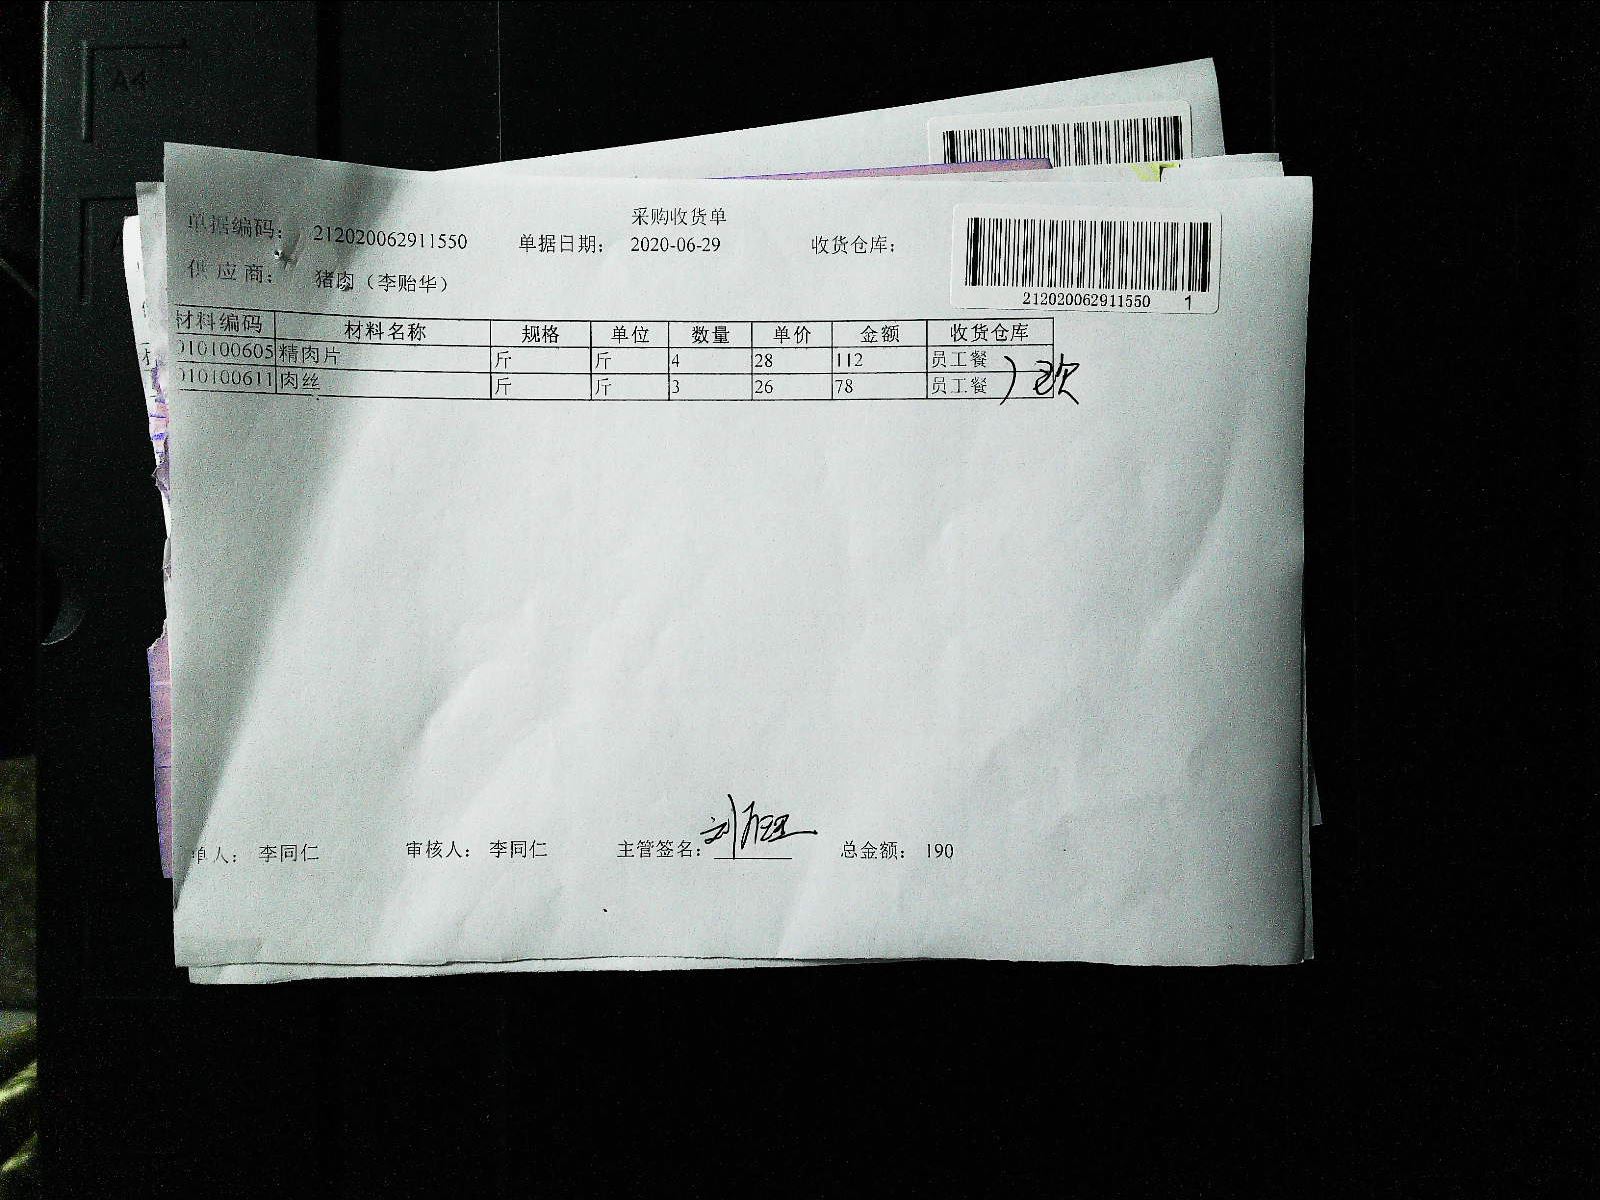 A4
采购收货单
单据编码： 212020062911550 单据日期： 2020-06-29 收货仓库：
供应商： 猪肉（李贻华）
212020062911550 1
材料编码 材料名称 规格 单位 数量 单价 金额 收货仓库
010100605 精肉片 斤 斤 4 28 112 员工餐
010100611 肉丝 斤 斤 3 26 78 员工餐
单人： 李同仁 审核人： 李同仁 主管签名： 总金额： 190